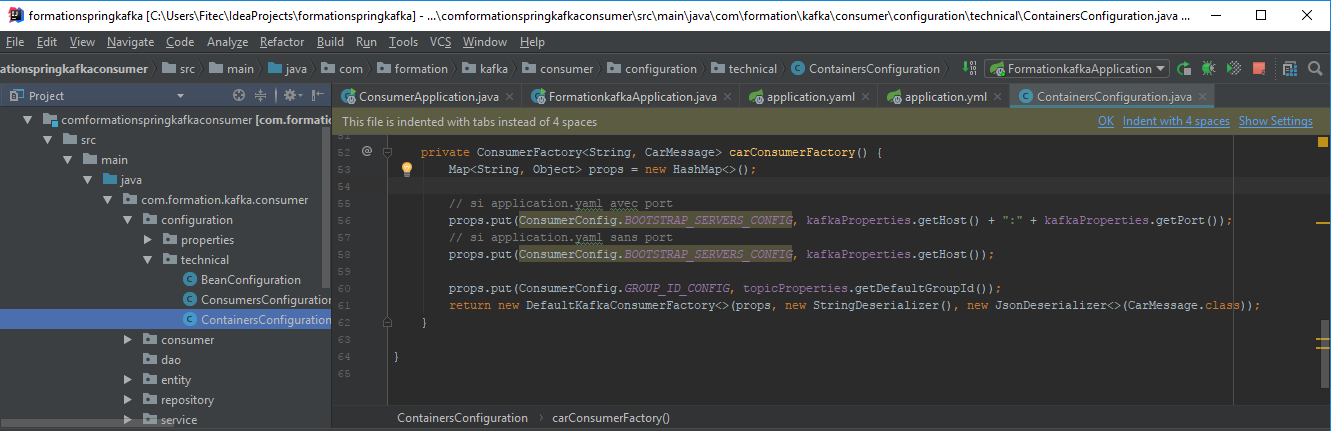 formationspringkafka [C:\Users\Fitec\IdeaProjects\formationspringkafka] - ...\comformationspringkafkaconsumer\src\main\java\com\formation\kafka\consumer\configuration\technical\ContainersConfiguration.java ...
File Edit View Navigate Code Analyze Refactor Build Run Tools VCS Window Help
ationspringkafkaconsumer src main java com formation kafka consumer configuration technical ContainersConfiguration FormationkafkaApplication
Project
ConsumerApplication.java FormationkafkaApplication.java application.yaml application.yml ContainersConfiguration.java
This file is indented with tabs instead of 4 spaces OK Indent with 4 spaces Show Settings
comformationspringkafkaconsumer [com.formatio
src
main
java
com.formation.kafka.consumer
configuration
properties
technical
BeanConfiguration
ConsumersConfiguration
ContainersConfiguration
consumer
dao
entity
repository
service
51
52 private ConsumerFactory<String, CarMessage> carConsumerFactory() {
53 Map<String, Object> props = new HashMap<>();
54
55 // si application.yaml avec port
56 props.put(ConsumerConfig.BOOTSTRAP_SERVERS_CONFIG, kafkaProperties.getHost() + ":" + kafkaProperties.getPort());
57 // si application.yaml sans port
58 props.put(ConsumerConfig.BOOTSTRAP_SERVERS_CONFIG, kafkaProperties.getHost());
59
60 props.put(ConsumerConfig.GROUP_ID_CONFIG, topicProperties.getDefaultGroupId());
61 return new DefaultKafkaConsumerFactory<>(props, new StringDeserializer(), new JsonDeserializer<>(CarMessage.class));
62 }
63
64 }
65
ContainersConfiguration carConsumerFactory()